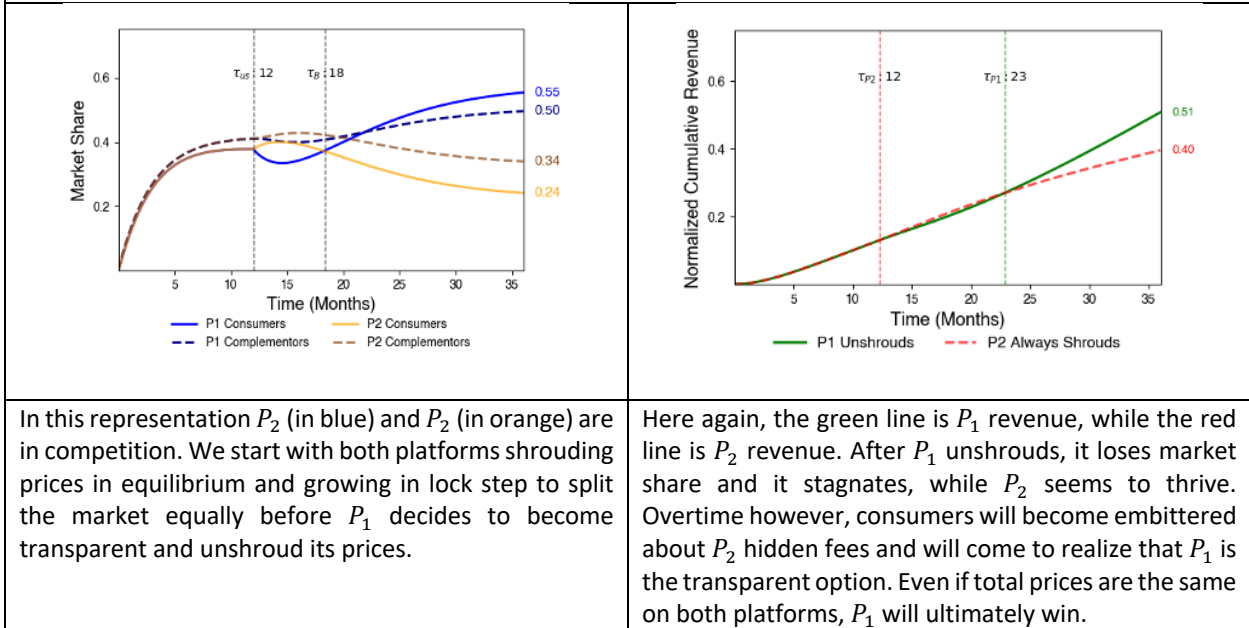 0.6
0.4
0.2
Market Share
τus: 12
τB: 18
0.55
0.50
0.34
0.24
5 10 15 20 25 30 35
Time (Months)
P1 Consumers P2 Consumers
P1 Complementors P2 Complementors
0.6
0.4
0.2
Normalized Cumulative Revenue
τP2: 12
τP1: 23
0.51
0.40
5 10 15 20 25 30 35
Time (Months)
P1 Unshrouds P2 Always Shrouds
In this representation P2 (in blue) and P2 (in orange) are
in competition. We start with both platforms shrouding
prices in equilibrium and growing in lock step to split
the market equally before P1 decides to become
transparent and unshroud its prices.
Here again, the green line is P1 revenue, while the red
line is P2 revenue. After P1 unshrouds, it loses market
share and it stagnates, while P2 seems to thrive.
Overtime however, consumers will become embittered
about P2 hidden fees and will come to realize that P1 is
the transparent option. Even if total prices are the same
on both platforms, P1 will ultimately win.